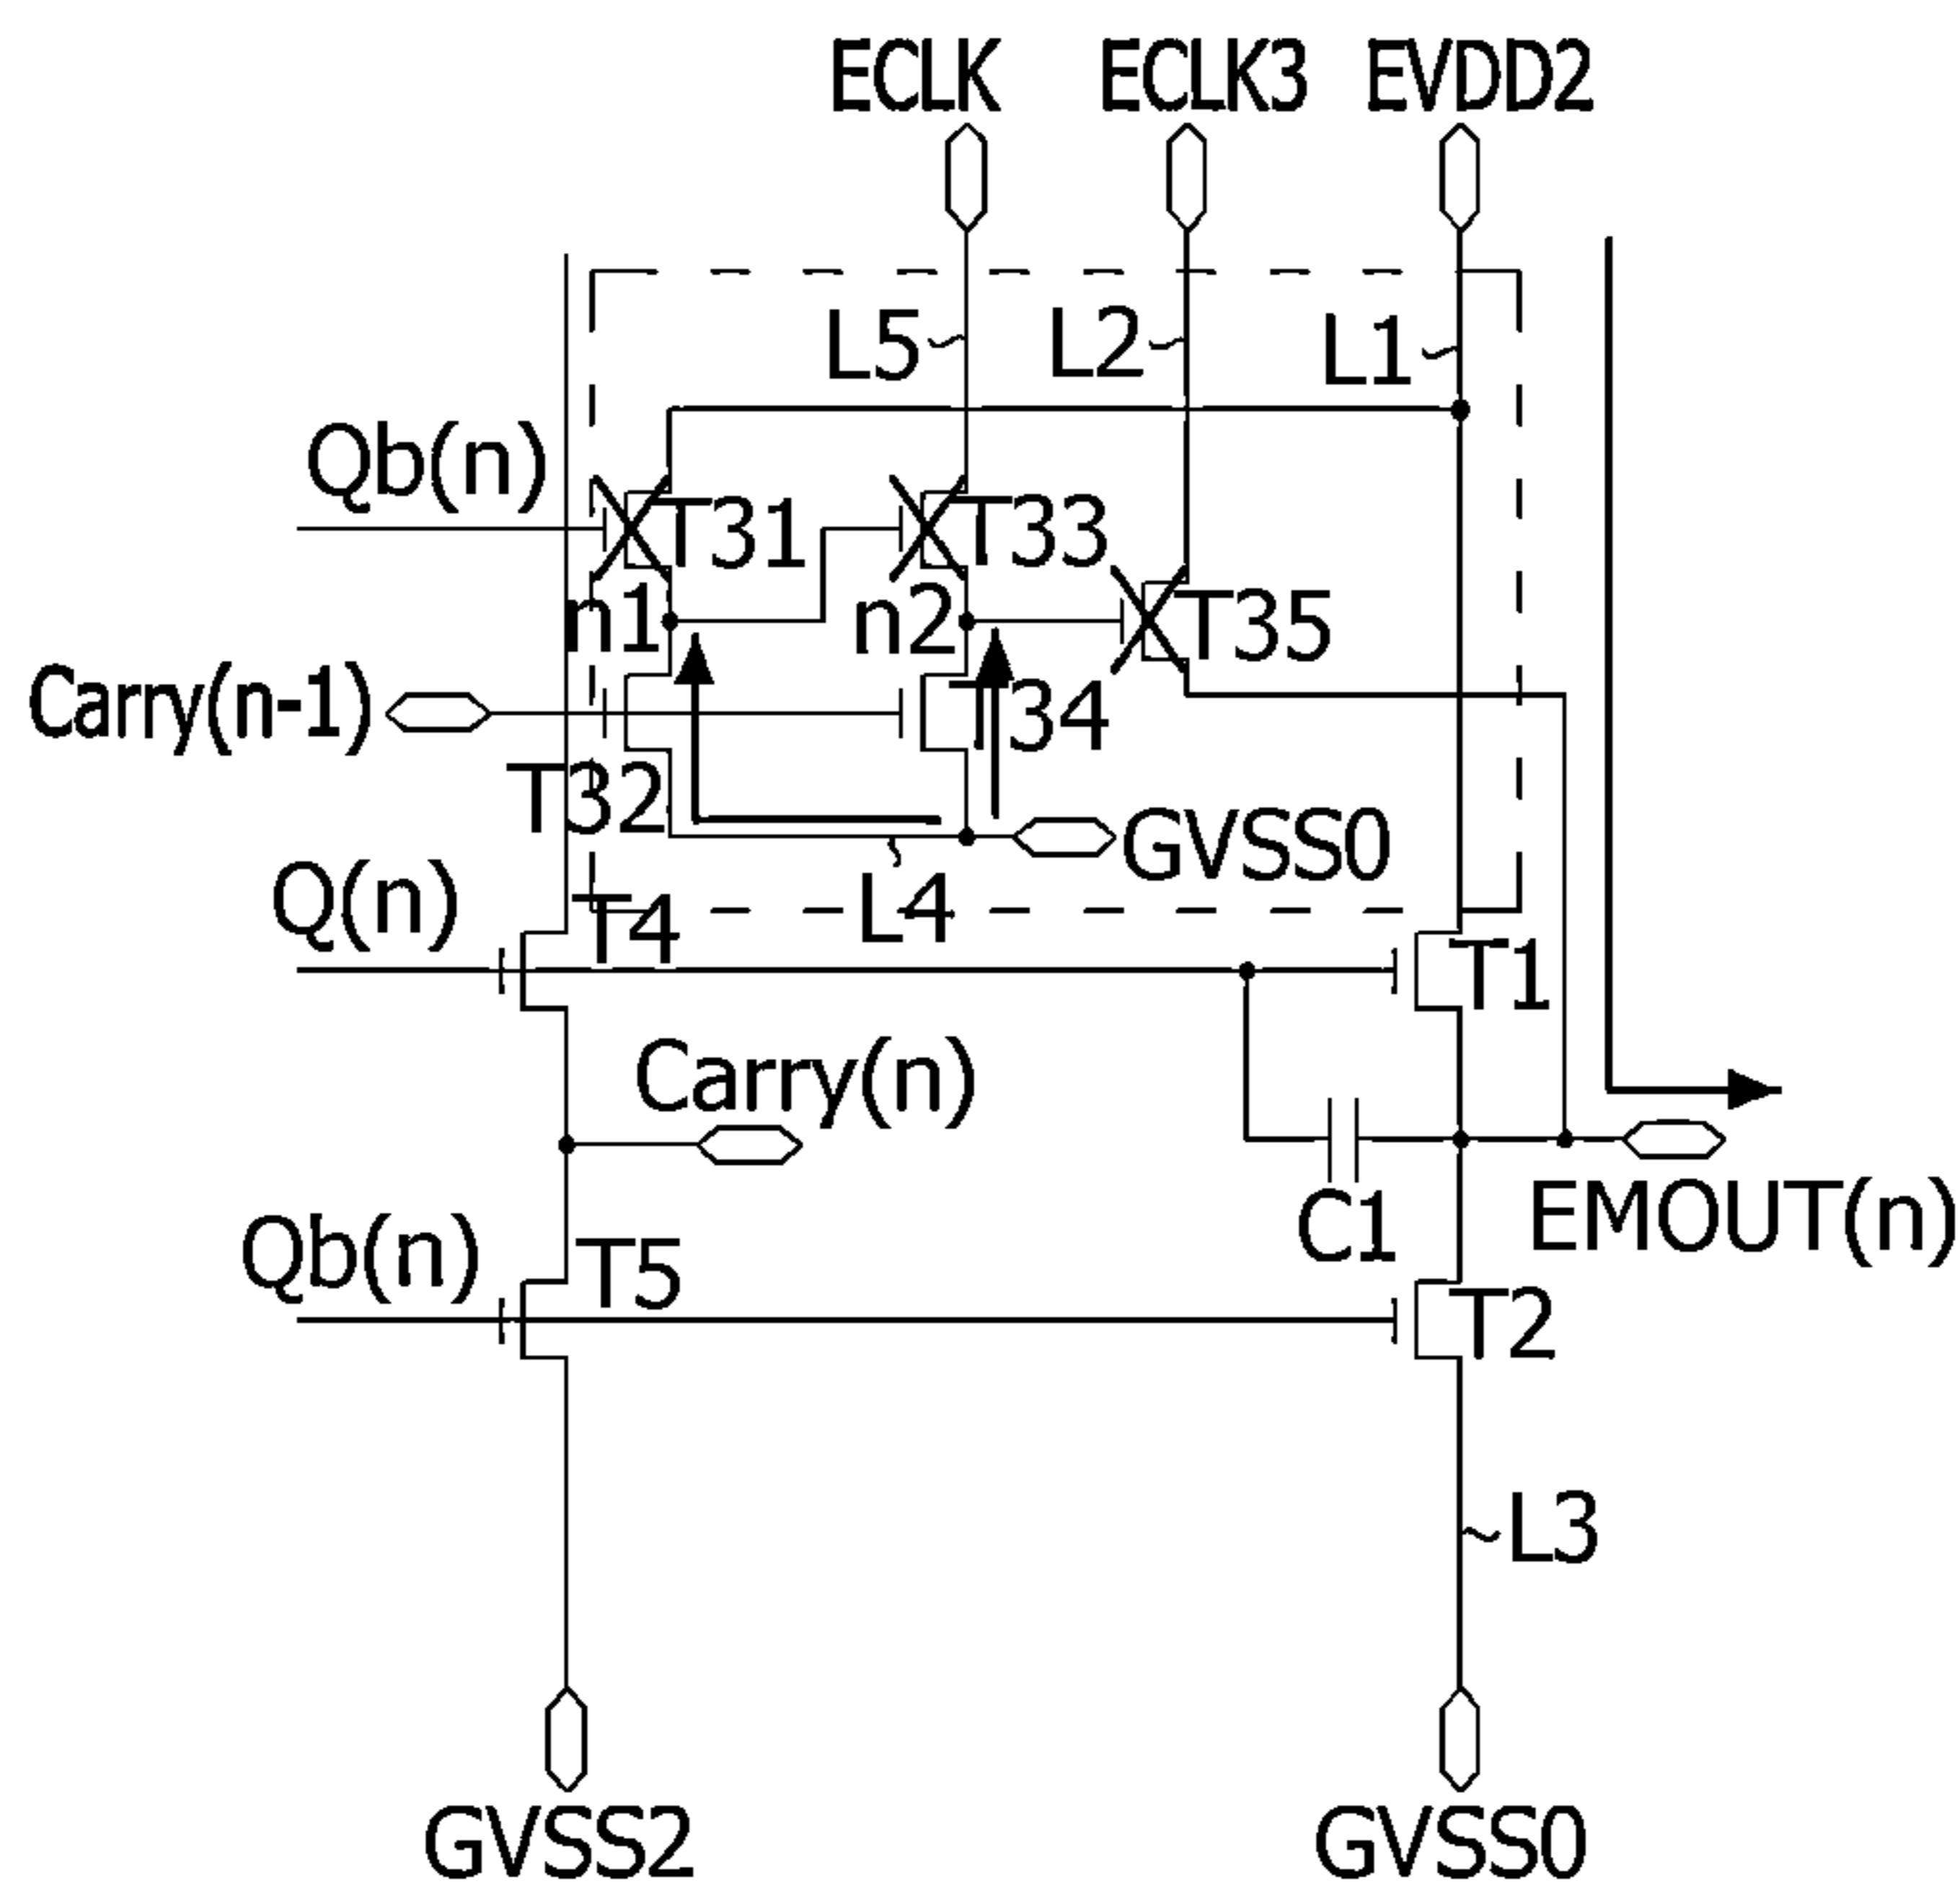 ECLK ECLK3 EVDD2
L5 L2 L1
Qb(n)
T31 T33
n1 n2 T35
Carry(n-1) T34
T32 GVSS0
Q(n) T4 L4
T1
Carry(n)
C1 EMOUT(n)
Qb(n) T5
T2
L3
GVSS2 GVSS0